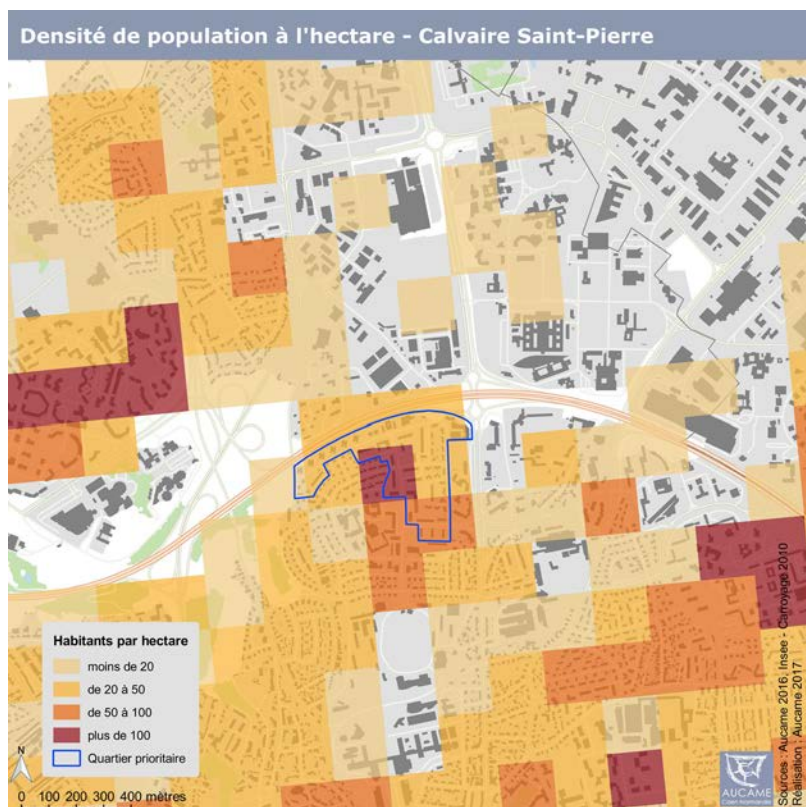 Densité de population à l'hectare - Calvaire Saint-Pierre
Habitants par hectare
moins de 20
de 20 à 50
de 50 à 100
plus de 100
Quartier prioritaire
N
0 100 200 300 400 mètres
Sources : Aucame 2016, Insee - Carroyage 2010
Réalisation : Aucame 2017
AUCAME
Caen Normandie